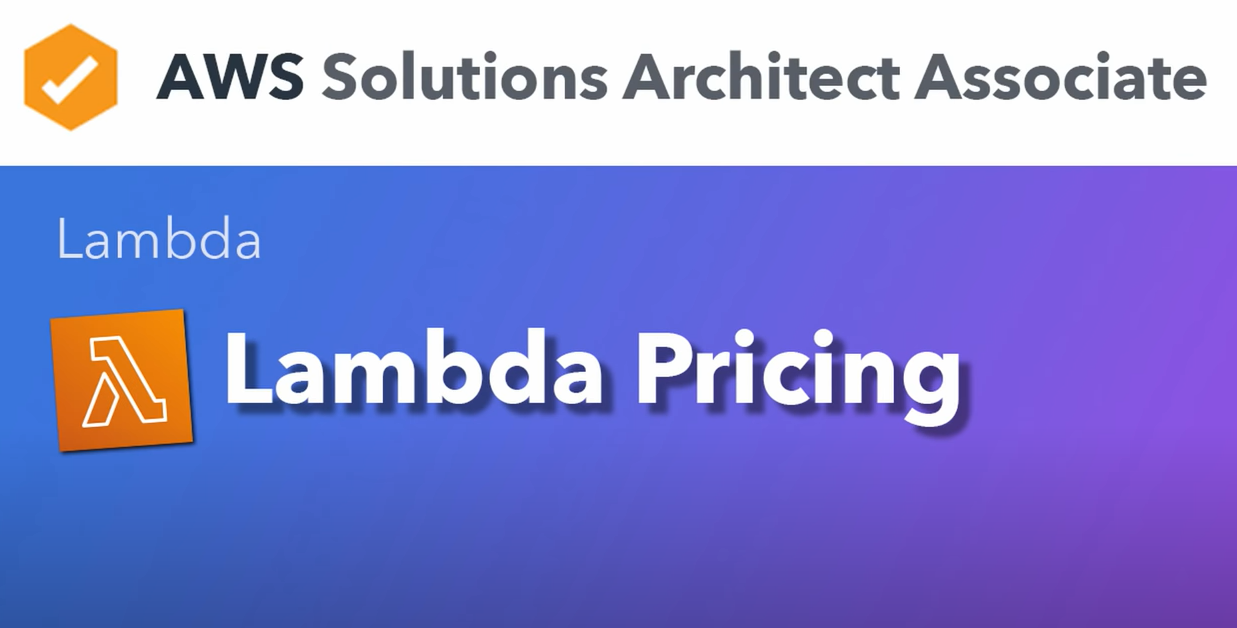 AWS Solutions Architect Associate
Lambda
Lambda Pricing